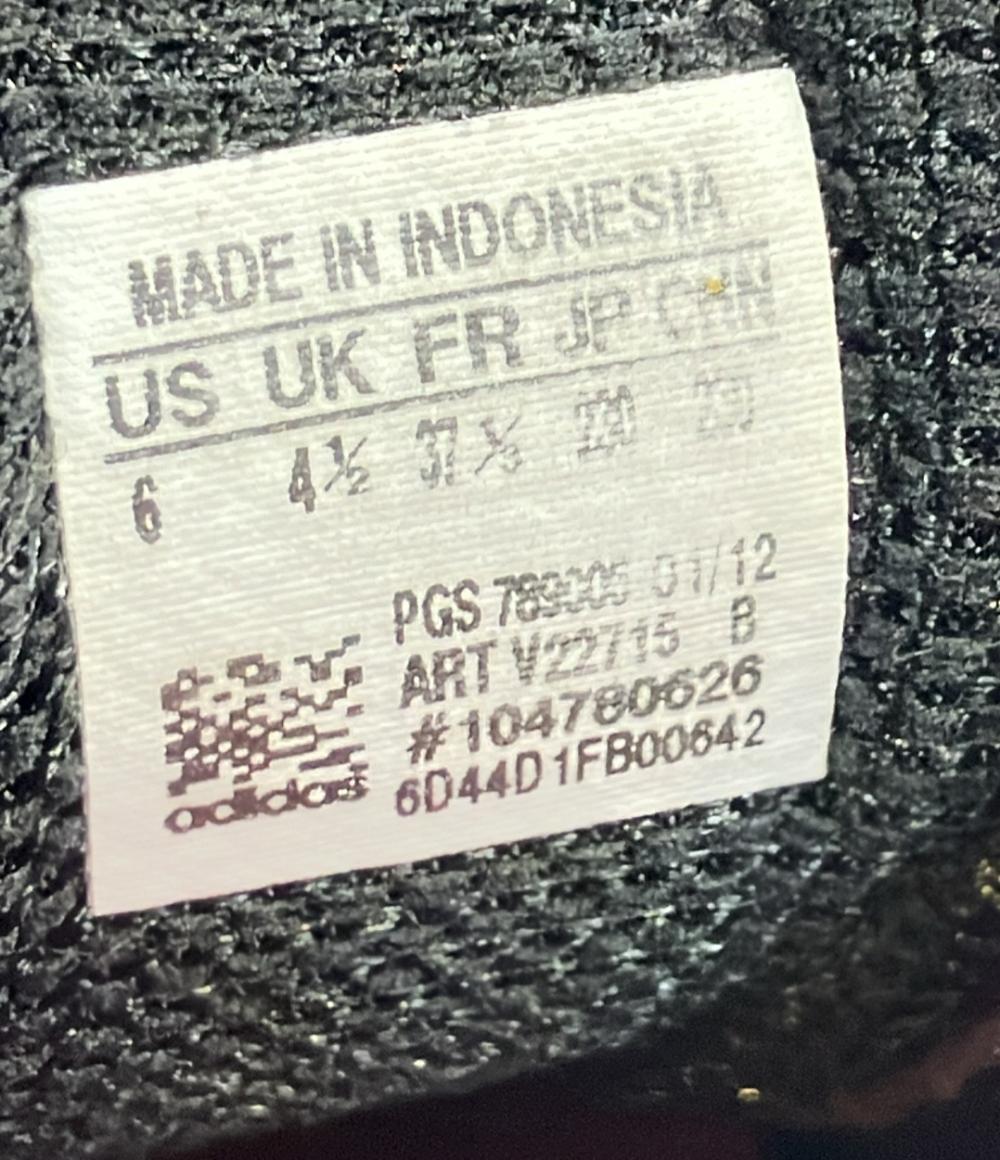 MADE IN INDONESIA
US UK FR JP CHN
6 4½ 37⅓
PGS 01/12
ART V22715 B
#104780626
6D44D1FB00642
adidas